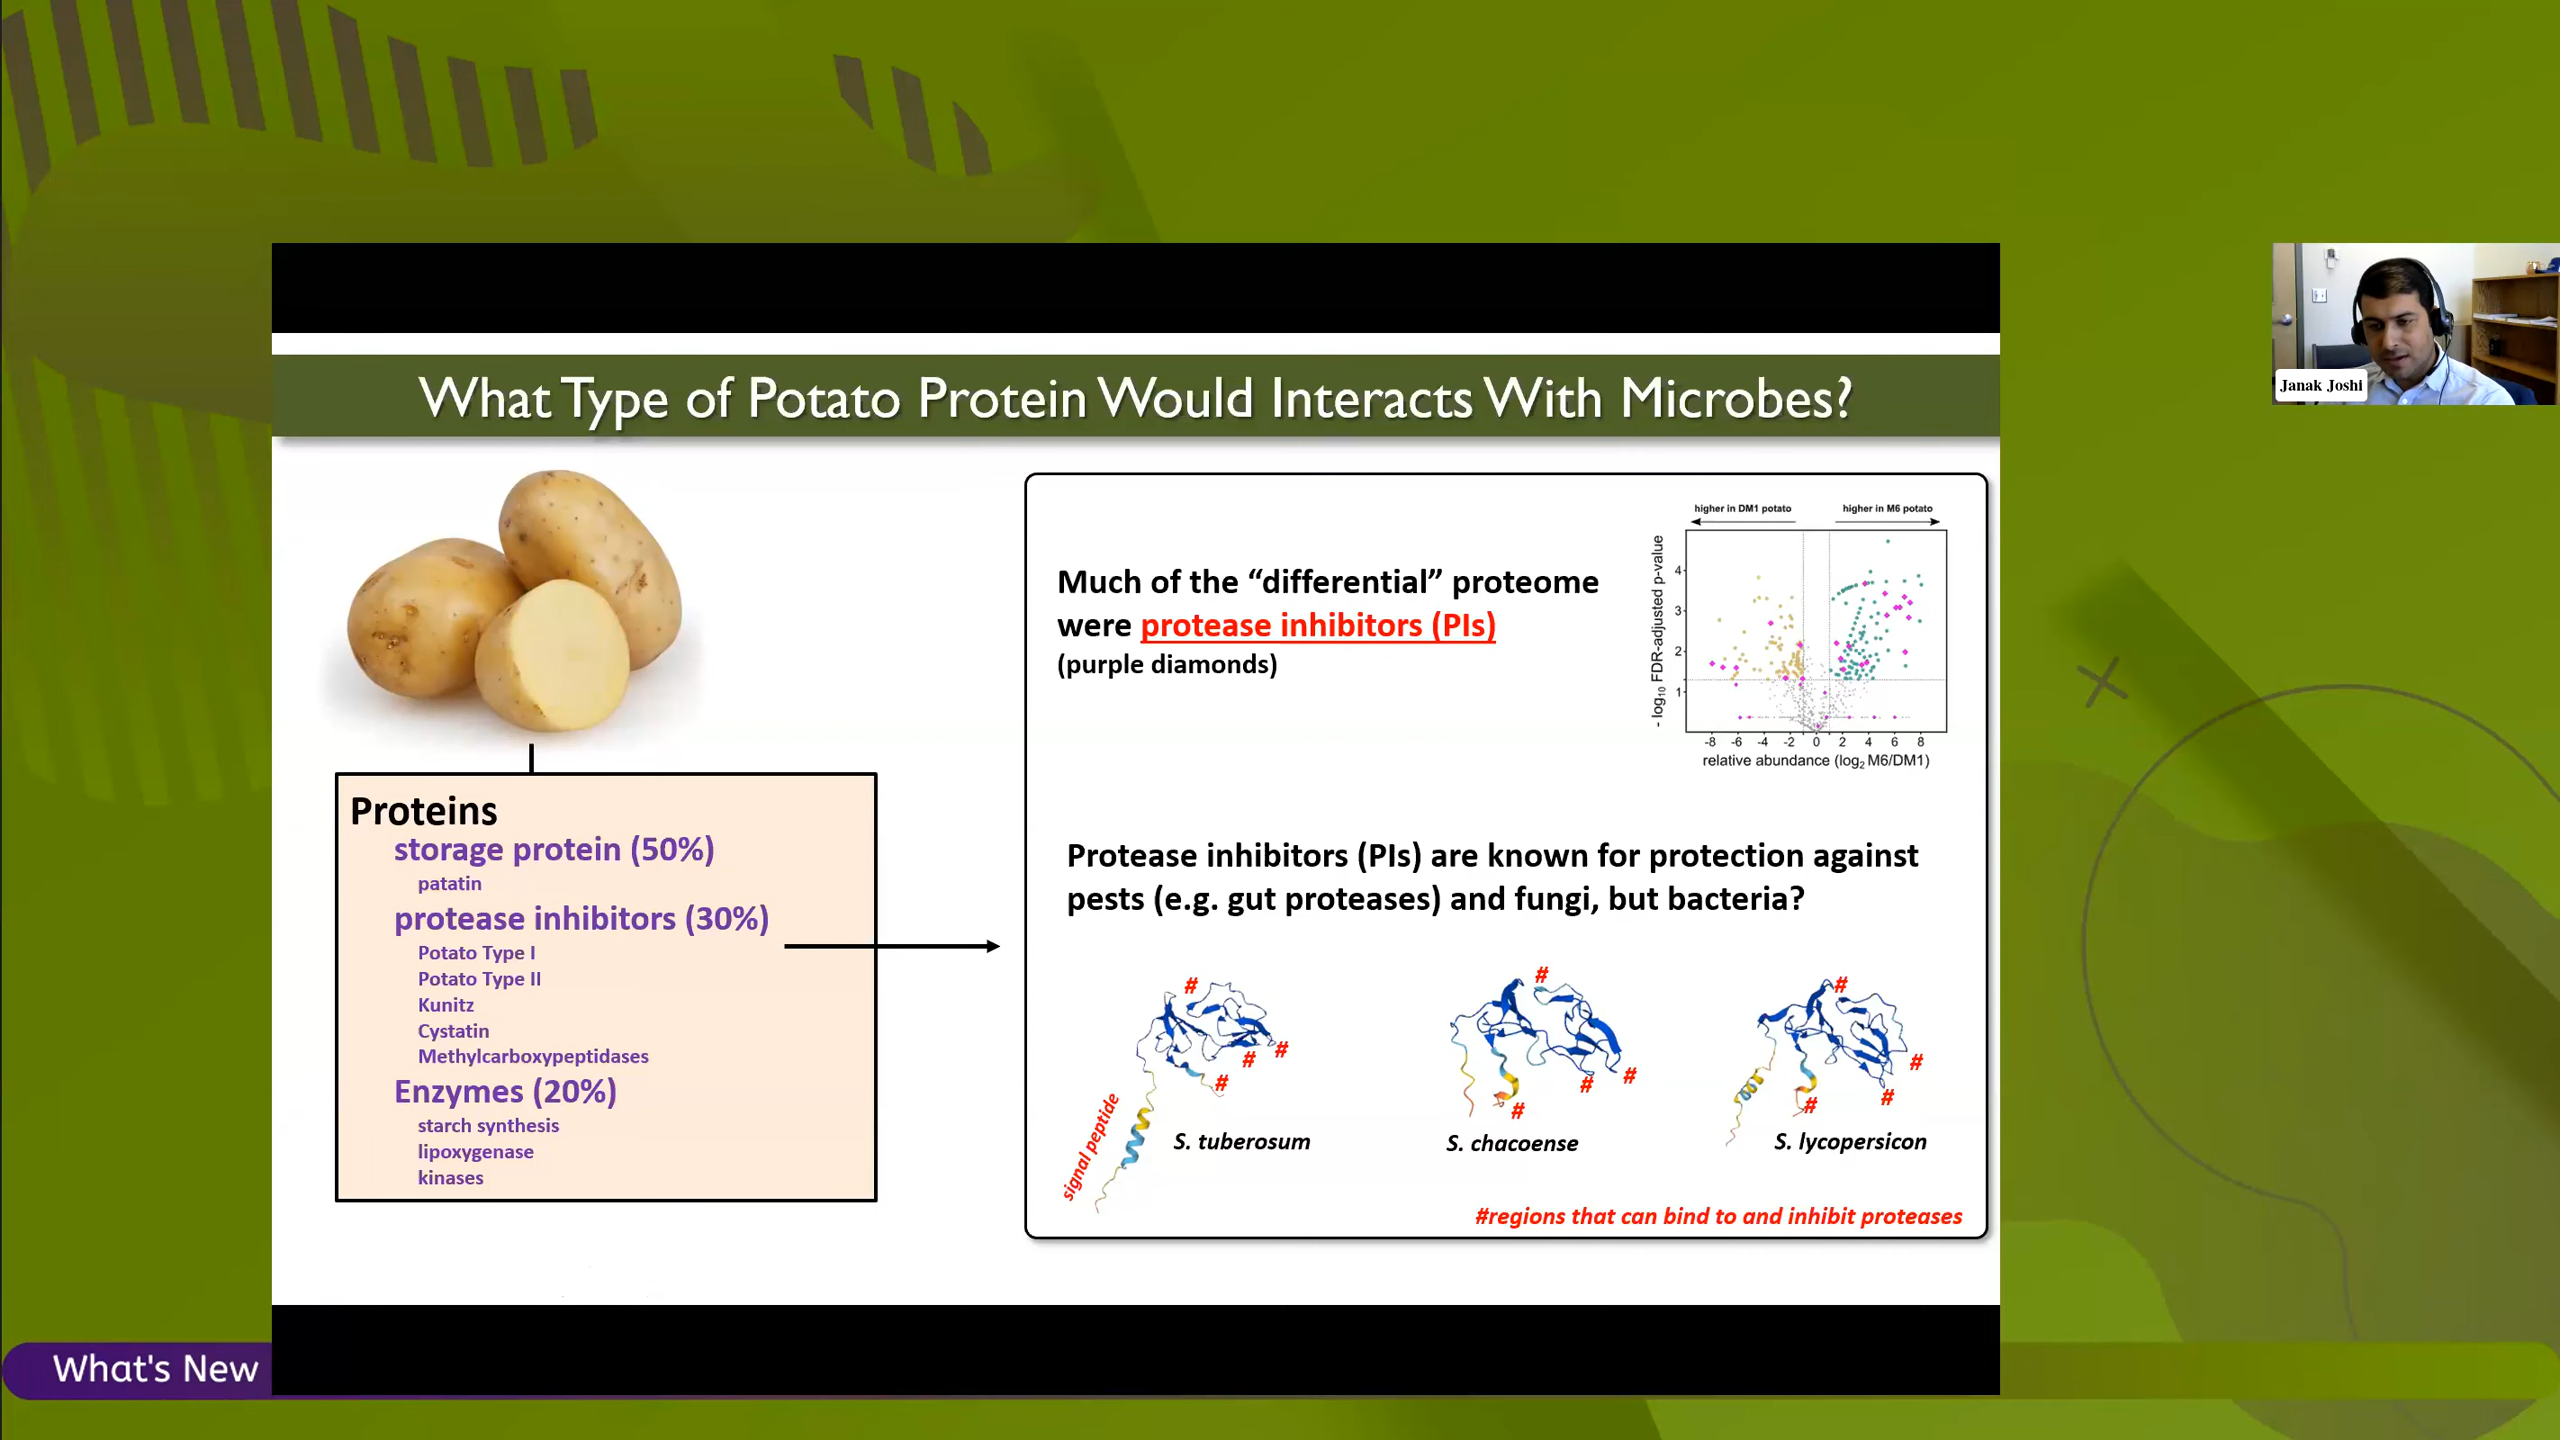 What Type of Potato Protein Would Interacts With Microbes?
Janak Joshi
Proteins
storage protein (50%)
patatin
protease inhibitors (30%)
Potato Type I
Potato Type II
Kunitz
Cystatin
Methylcarboxypeptidases
Enzymes (20%)
starch synthesis
lipoxygenase
kinases
Much of the “differential” proteome
were protease inhibitors (PIs)
(purple diamonds)
higher in DM1 potato
higher in M6 potato
- log10 FDR-adjusted p-value
4
3
2
1
-8 -6 -4 -2 0 2 4 6 8
relative abundance (log2 M6/DM1)
Protease inhibitors (PIs) are known for protection against
pests (e.g. gut proteases) and fungi, but bacteria?
# # # #
# # # #
# # # #
signal peptide
S. tuberosum
S. chacoense
S. lycopersicon
#regions that can bind to and inhibit proteases
What's New